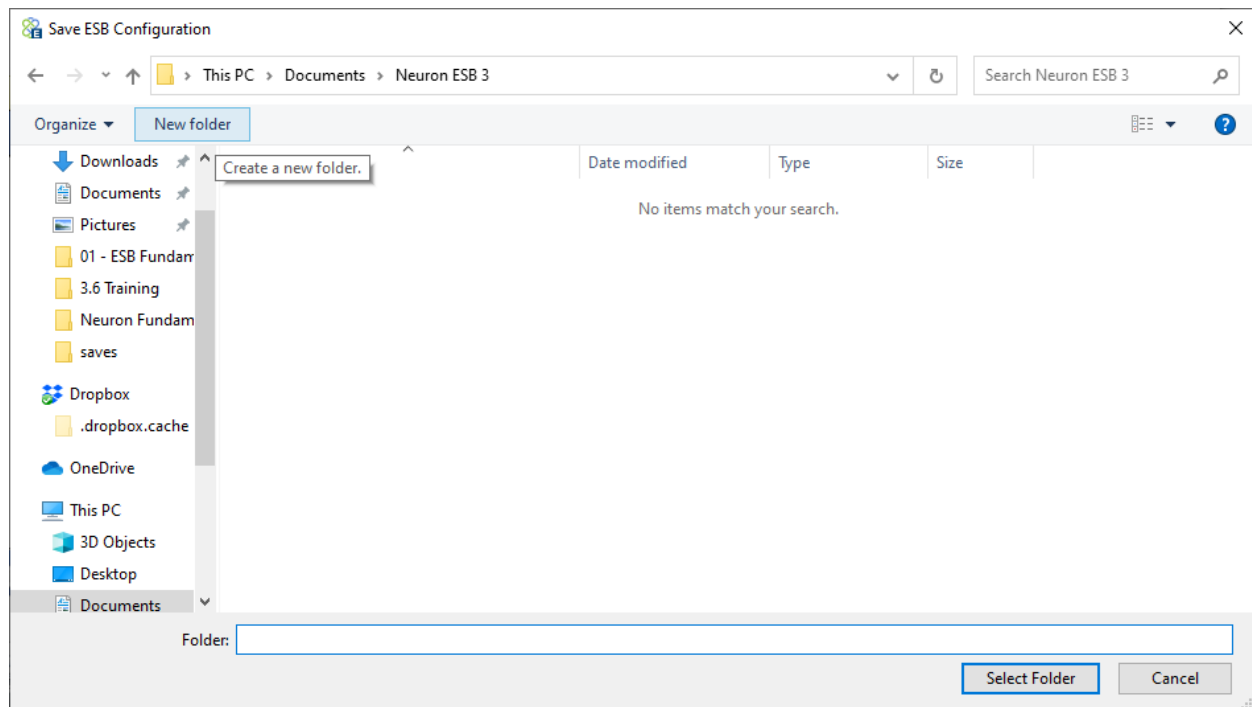 Save ESB Configuration
This PC > Documents > Neuron ESB 3
Search Neuron ESB 3
Organize
New folder
Create a new folder.
Date modified
Type
Size
No items match your search.
Downloads
Documents
Pictures
01 - ESB Fundam
3.6 Training
Neuron Fundam
saves
Dropbox
.dropbox.cache
OneDrive
This PC
3D Objects
Desktop
Documents
Folder:
Select Folder
Cancel